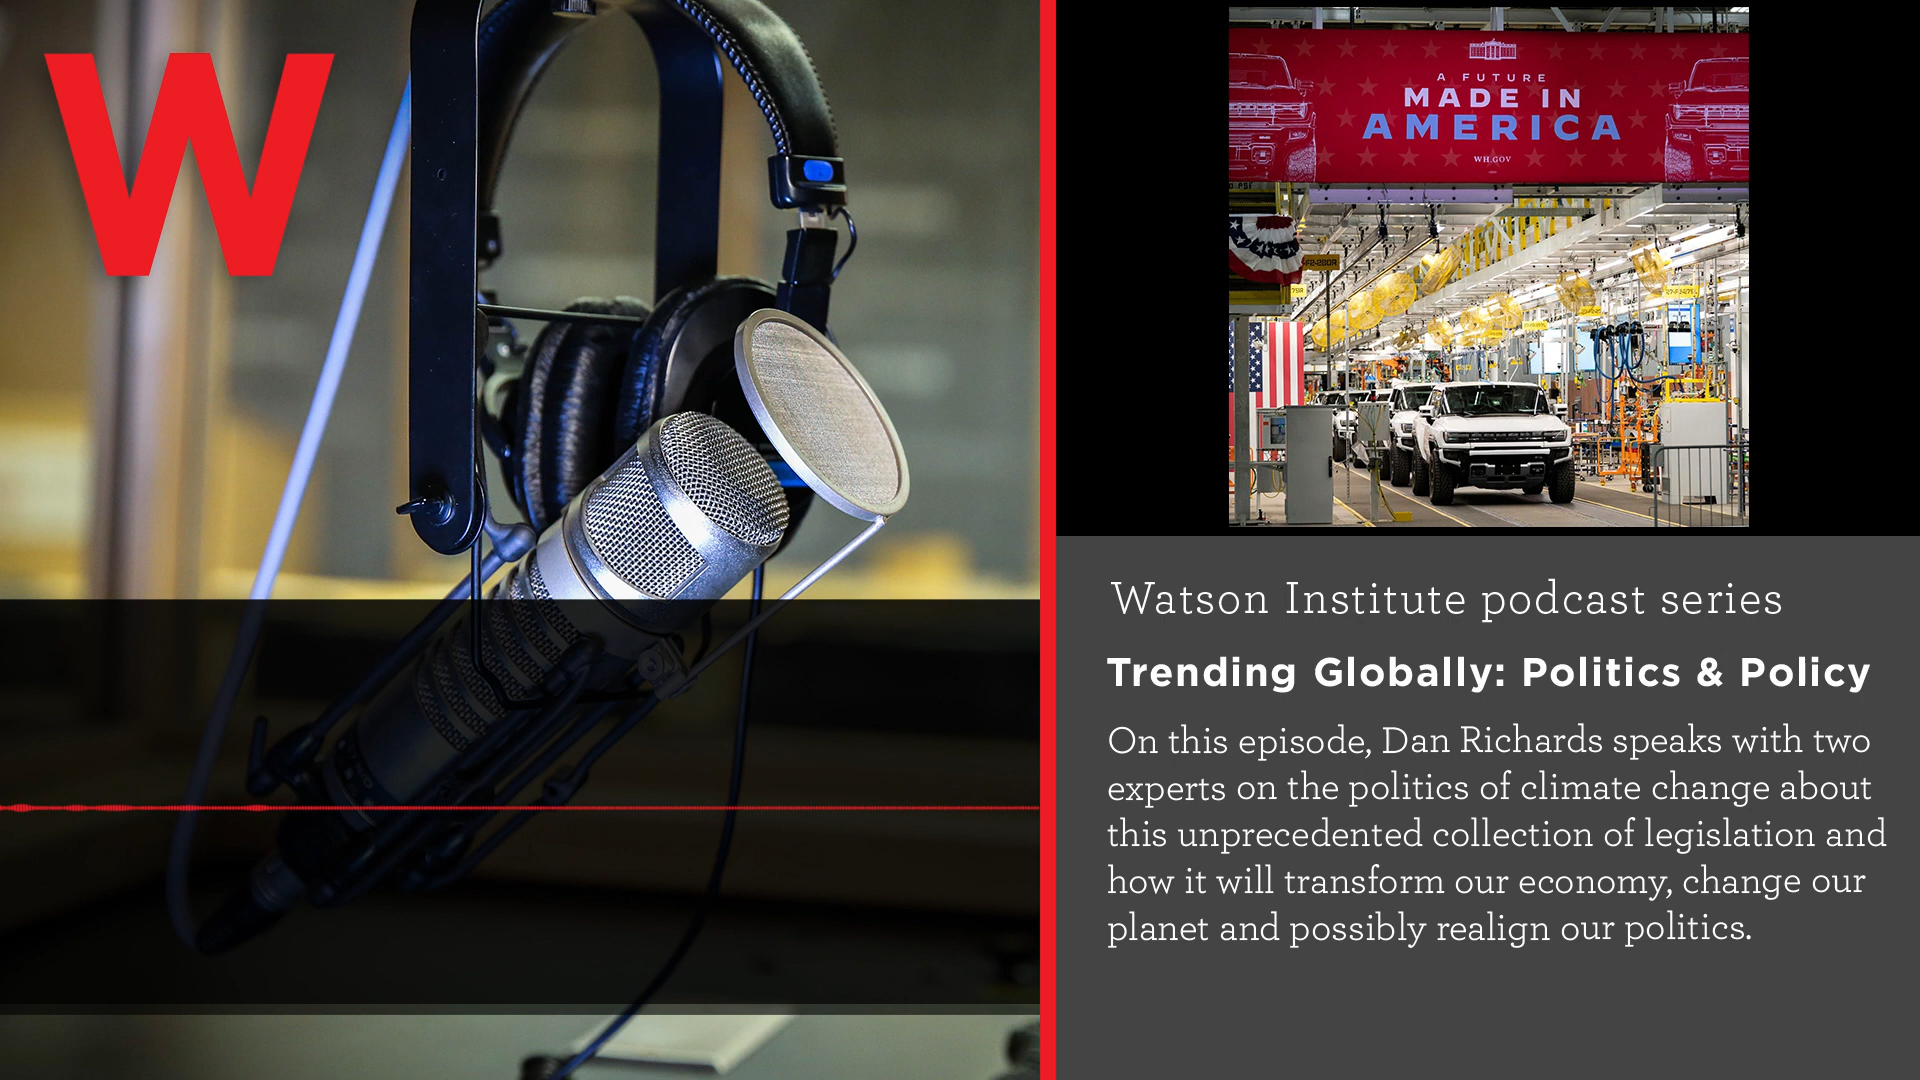 W
A FUTURE
MADE IN
AMERICA
WH.GOV
Watson Institute podcast series
Trending Globally: Politics & Policy
On this episode, Dan Richards speaks with two
experts on the politics of climate change about
this unprecedented collection of legislation and
how it will transform our economy, change our
planet and possibly realign our politics.